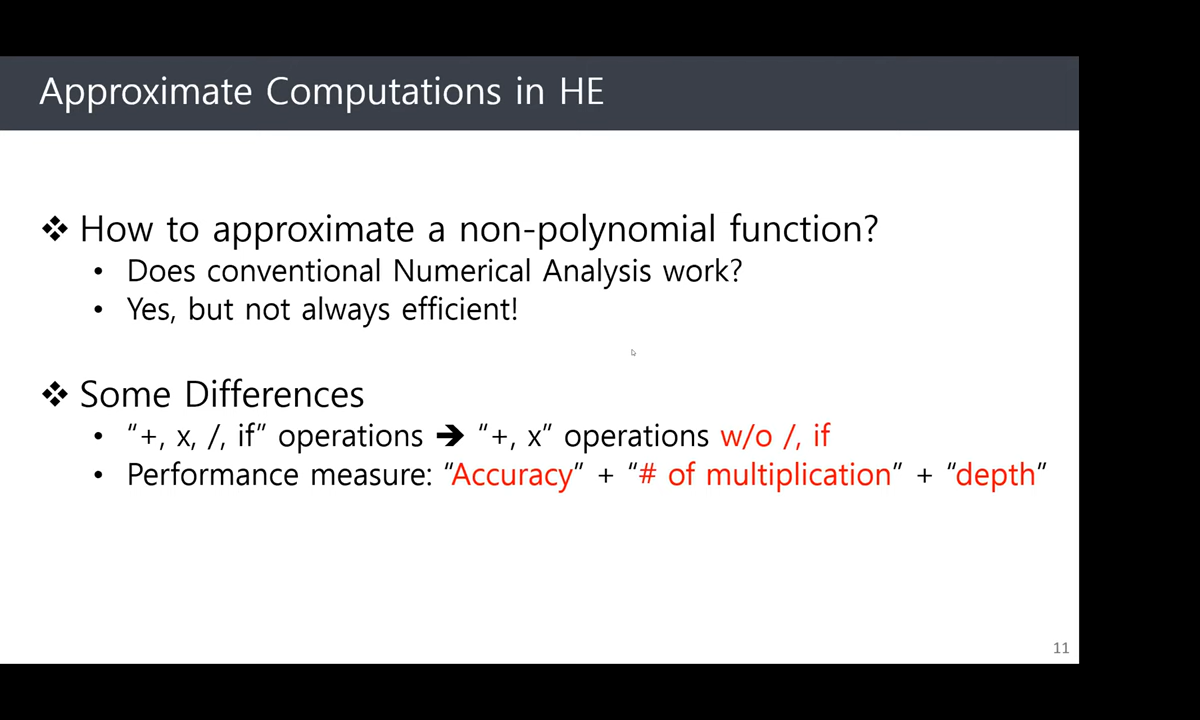 Approximate Computations in HE
❖ How to approximate a non-polynomial function?
• Does conventional Numerical Analysis work?
• Yes, but not always efficient!
❖ Some Differences
• “+, x, /, if” operations ➔ “+, x” operations w/o /, if
• Performance measure: “Accuracy” + “# of multiplication” + “depth”
11